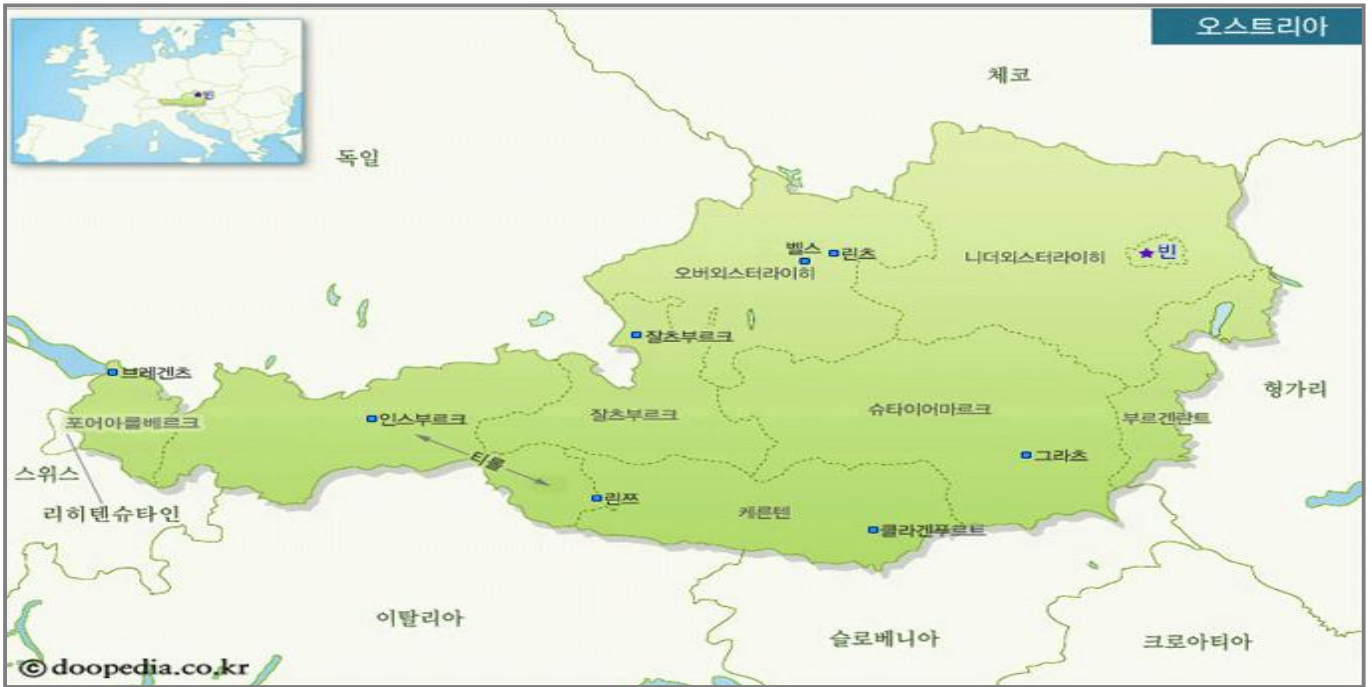 오스트리아
빈
체코
독일
벨스
린츠
오버외스터라이히
니더외스터라이히
빈
잘츠부르크
브레겐츠
형가리
포어아를베르크
인스부르크
잘츠부르크
슈타이어마르크
부르겐란트
스위스
티롤
그라츠
리히텐슈타인
린쯔
케른텐
클라겐푸르트
이탈리아
슬로베니아
크로아티아
© doopedia.co.kr